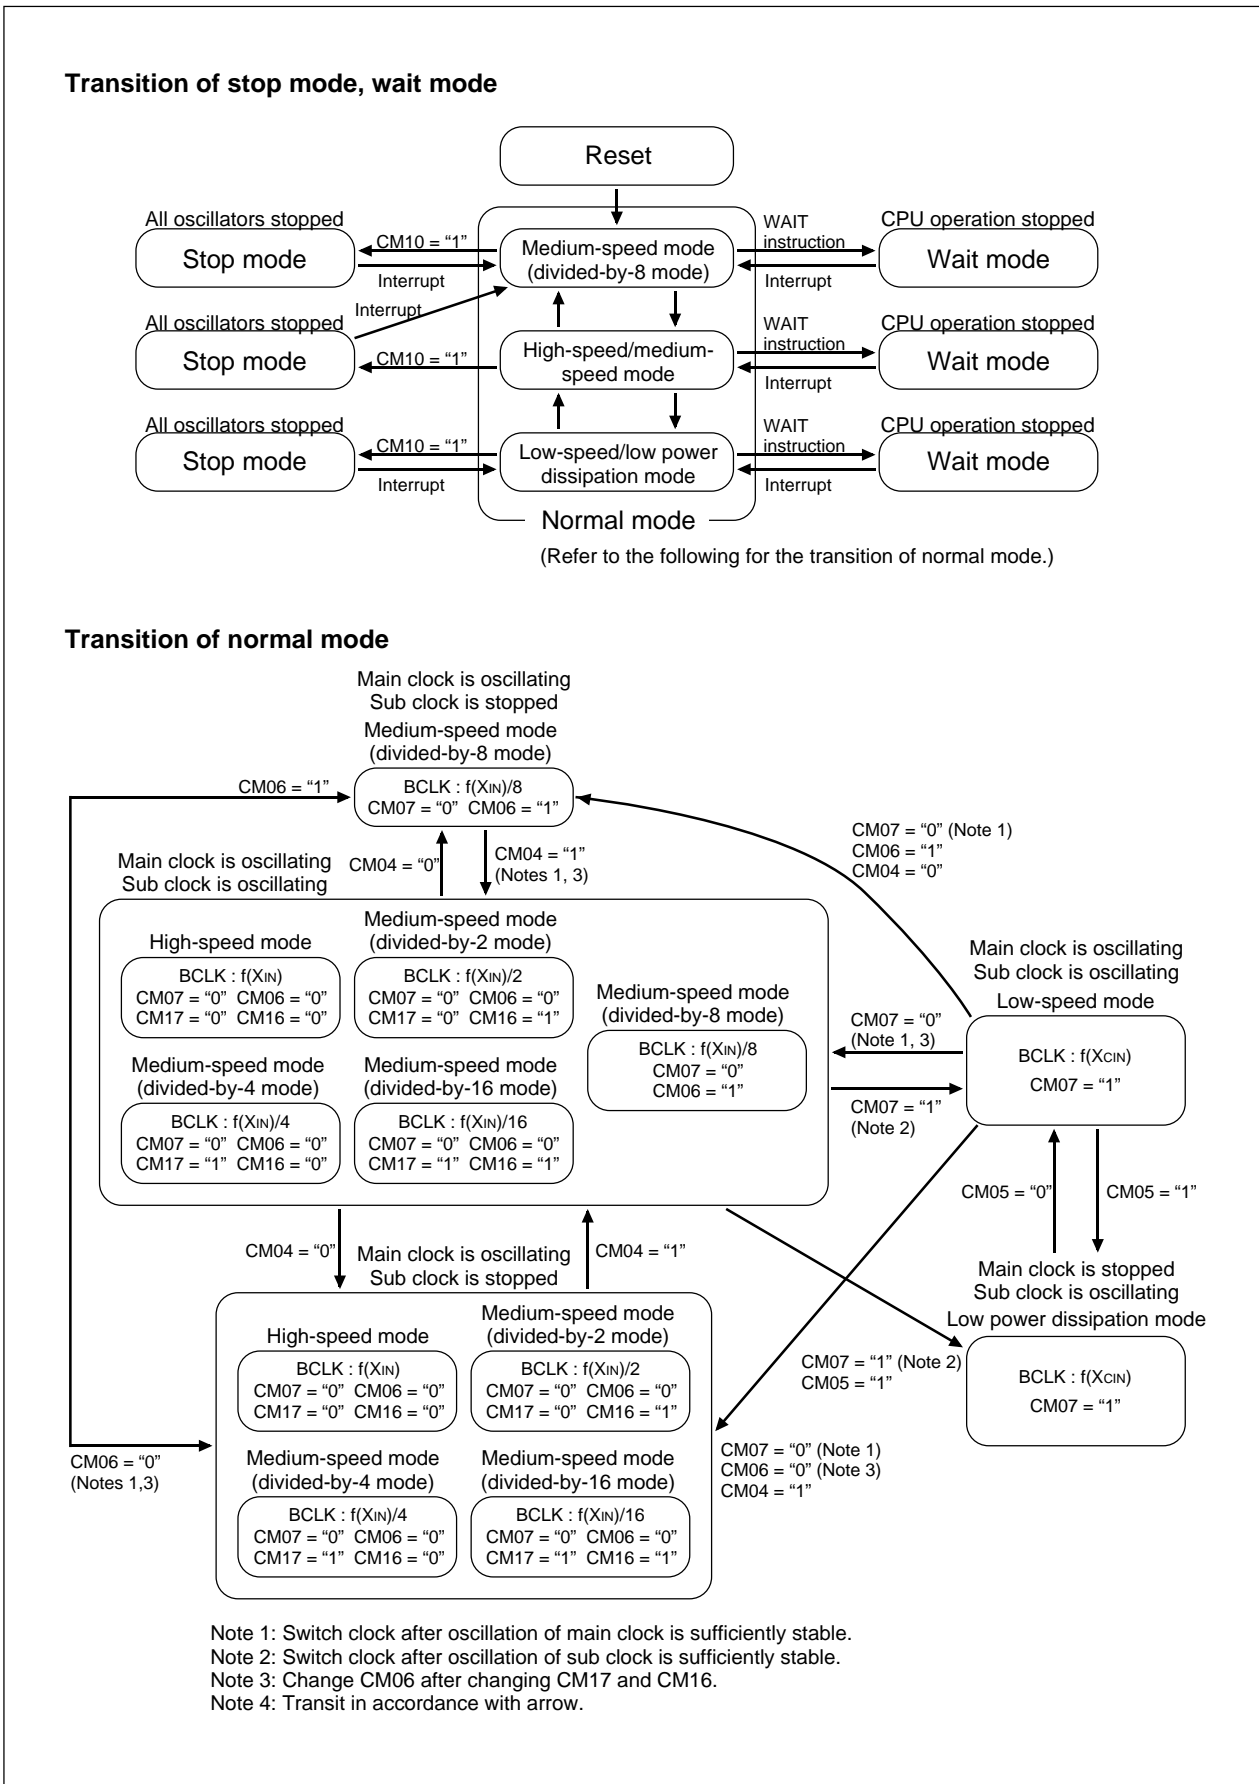 Transition of stop mode, wait mode
Reset
All oscillators stopped
Stop mode
CM10 = “1”
Interrupt
Medium-speed mode
(divided-by-8 mode)
WAIT
instruction
Interrupt
CPU operation stopped
Wait mode
Interrupt
All oscillators stopped
Stop mode
CM10 = “1”
High-speed/medium-
speed mode
WAIT
instruction
Interrupt
CPU operation stopped
Wait mode
All oscillators stopped
Stop mode
CM10 = “1”
Interrupt
Low-speed/low power
dissipation mode
WAIT
instruction
Interrupt
CPU operation stopped
Wait mode
Normal mode
(Refer to the following for the transition of normal mode.)
Transition of normal mode
Main clock is oscillating
Sub clock is stopped
Medium-speed mode
(divided-by-8 mode)
BCLK : f(XIN)/8
CM07 = “0” CM06 = “1”
CM06 = “1”
CM04 = “0”
CM04 = “1”
(Notes 1, 3)
CM07 = “0” (Note 1)
CM06 = “1”
CM04 = “0”
Main clock is oscillating
Sub clock is oscillating
High-speed mode
BCLK : f(XIN)
CM07 = “0” CM06 = “0”
CM17 = “0” CM16 = “0”
Medium-speed mode
(divided-by-2 mode)
BCLK : f(XIN)/2
CM07 = “0” CM06 = “0”
CM17 = “0” CM16 = “1”
Medium-speed mode
(divided-by-8 mode)
BCLK : f(XIN)/8
CM07 = “0”
CM06 = “1”
Medium-speed mode
(divided-by-4 mode)
BCLK : f(XIN)/4
CM07 = “0” CM06 = “0”
CM17 = “1” CM16 = “0”
Medium-speed mode
(divided-by-16 mode)
BCLK : f(XIN)/16
CM07 = “0” CM06 = “0”
CM17 = “1” CM16 = “1”
CM07 = “0”
(Note 1, 3)
CM07 = “1”
(Note 2)
Main clock is oscillating
Sub clock is oscillating
Low-speed mode
BCLK : f(XCIN)
CM07 = “1”
CM05 = “0”
CM05 = “1”
Main clock is stopped
Sub clock is oscillating
Low power dissipation mode
BCLK : f(XCIN)
CM07 = “1”
CM07 = “1” (Note 2)
CM05 = “1”
CM04 = “0”
Main clock is oscillating
Sub clock is stopped
CM04 = “1”
High-speed mode
BCLK : f(XIN)
CM07 = “0” CM06 = “0”
CM17 = “0” CM16 = “0”
Medium-speed mode
(divided-by-2 mode)
BCLK : f(XIN)/2
CM07 = “0” CM06 = “0”
CM17 = “0” CM16 = “1”
CM06 = “0”
(Notes 1,3)
Medium-speed mode
(divided-by-4 mode)
BCLK : f(XIN)/4
CM07 = “0” CM06 = “0”
CM17 = “1” CM16 = “0”
Medium-speed mode
(divided-by-16 mode)
BCLK : f(XIN)/16
CM07 = “0” CM06 = “0”
CM17 = “1” CM16 = “1”
CM07 = “0” (Note 1)
CM06 = “0” (Note 3)
CM04 = “1”
Note 1: Switch clock after oscillation of main clock is sufficiently stable.
Note 2: Switch clock after oscillation of sub clock is sufficiently stable.
Note 3: Change CM06 after changing CM17 and CM16.
Note 4: Transit in accordance with arrow.